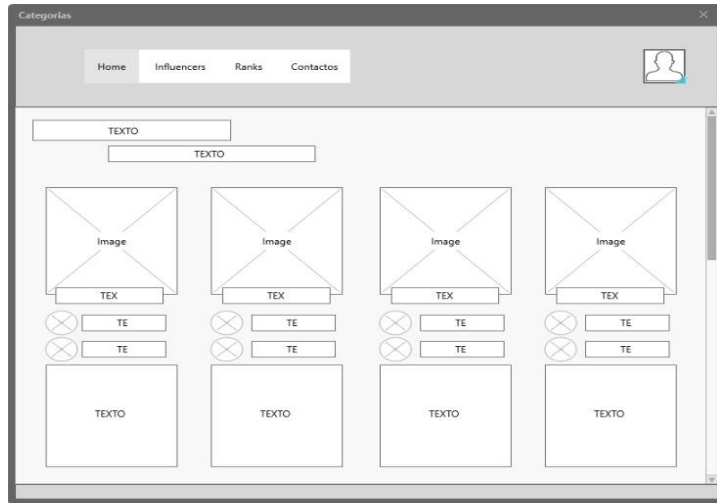 Categorias
Home Influencers Ranks Contactos
TEXTO
TEXTO
Image Image Image Image
TEX TEX TEX TEX
TE TE TE TE
TE TE TE TE
TEXTO TEXTO TEXTO TEXTO